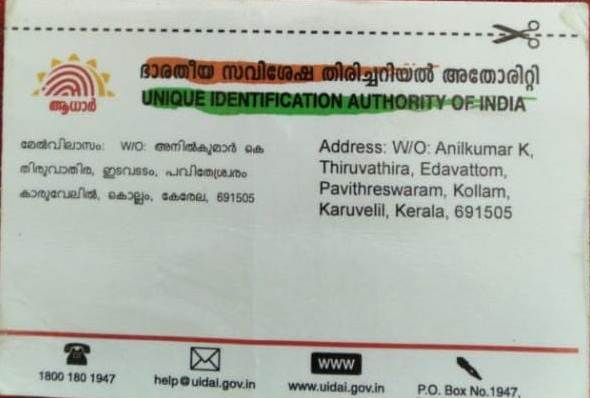 ഭാരതീയ സവിശേഷ തിരിച്ചറിയൽ അതോരിറ്റി
UNIQUE IDENTIFICATION AUTHORITY OF INDIA
ആധാർ
മേൽവിലാസം: W/O: അനിൽകുമാർ കെ
തിരുവാതിര, ഇടവട്ടം, പവിത്രേശ്വരം
കാരുവേലിൽ, കൊല്ലം, കേരേല, 691505
Address: W/O: Anilkumar K,
Thiruvathira, Edavattom,
Pavithreswaram, Kollam,
Karuvelil, Kerala, 691505
1800 180 1947
help@uidai.gov.in
WWW
www.uidai.gov.in
P.O. Box No.1947,